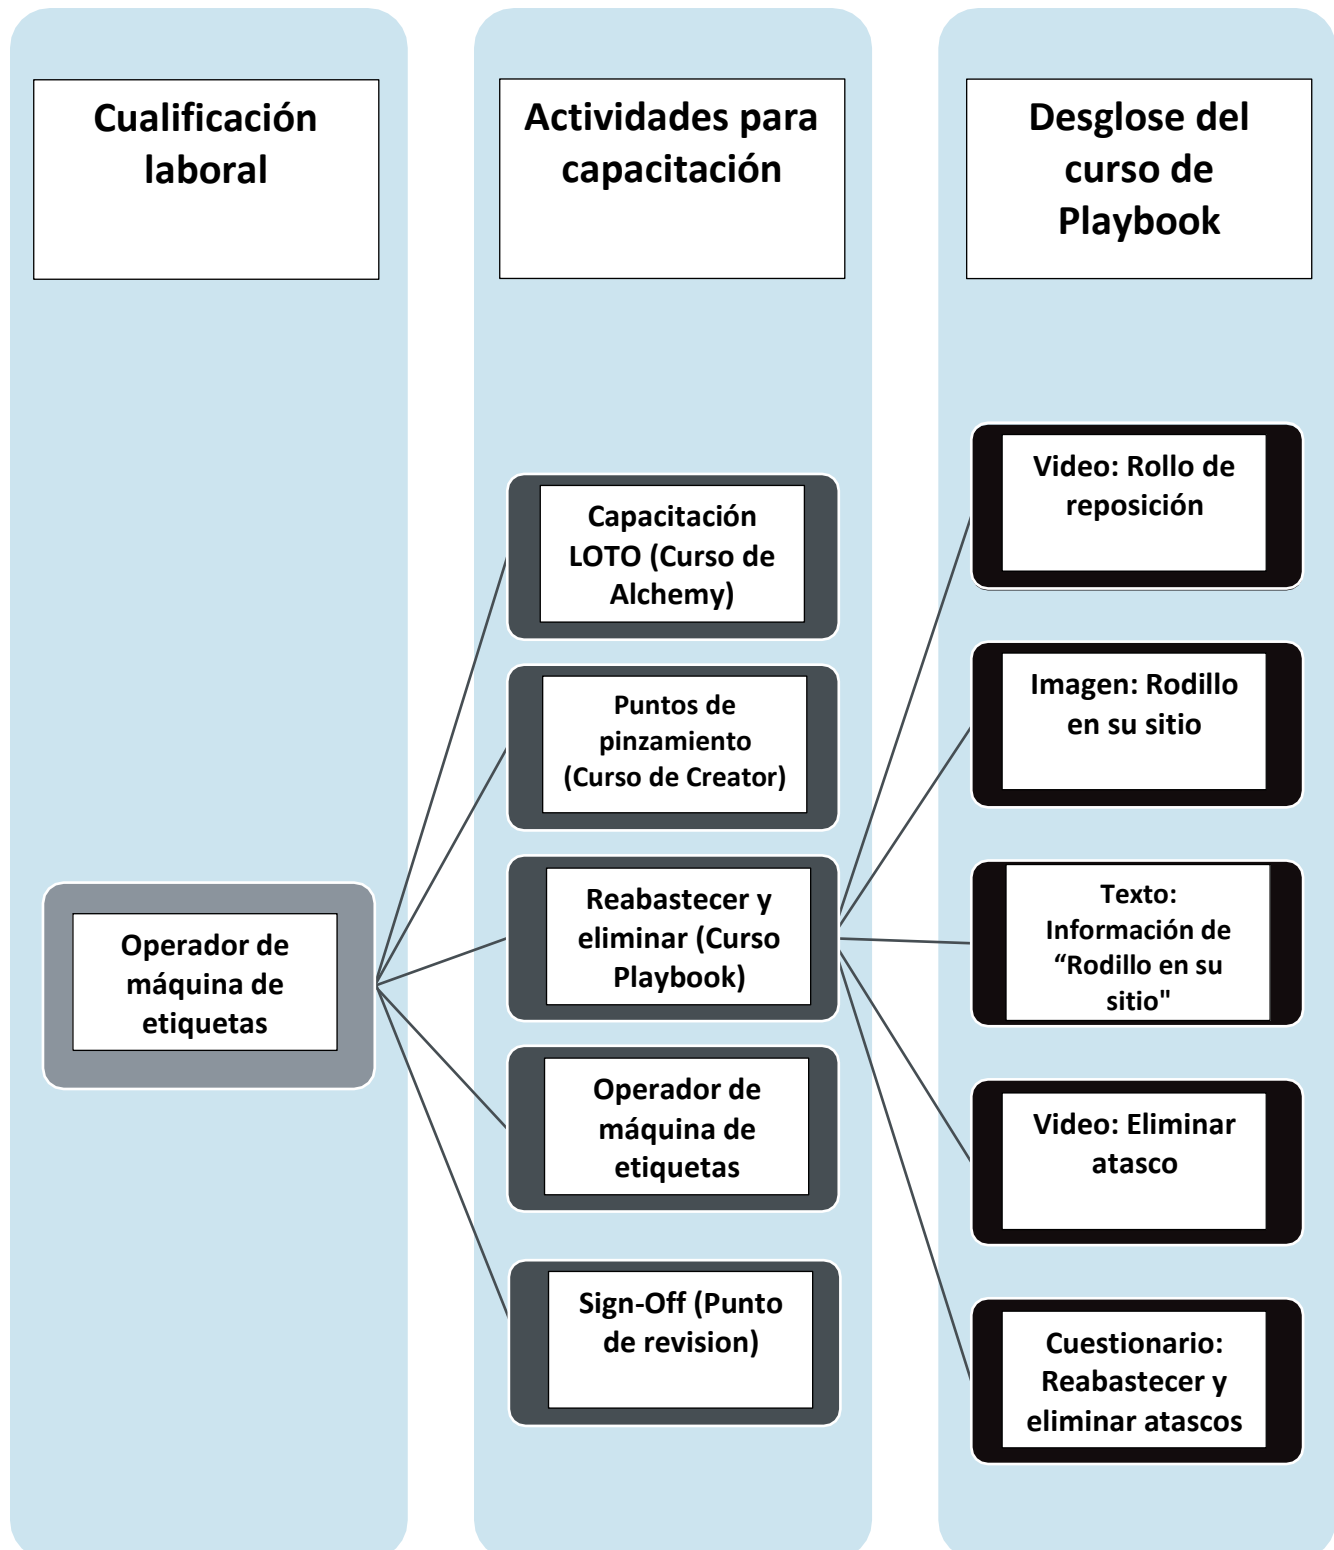 Cualificación
laboral
Actividades para
capacitación
Desglose del
curso de
Playbook
Operador de
máquina de
etiquetas
Capacitación
LOTO (Curso de
Alchemy)
Puntos de
pinzamiento
(Curso de Creator)
Reabastecer y
eliminar (Curso
Playbook)
Operador de
máquina de
etiquetas
Sign-Off (Punto
de revision)
Video: Rollo de
reposición
Imagen: Rodillo
en su sitio
Texto:
Información de
“Rodillo en su
sitio"
Video: Eliminar
atasco
Cuestionario:
Reabastecer y
eliminar atascos